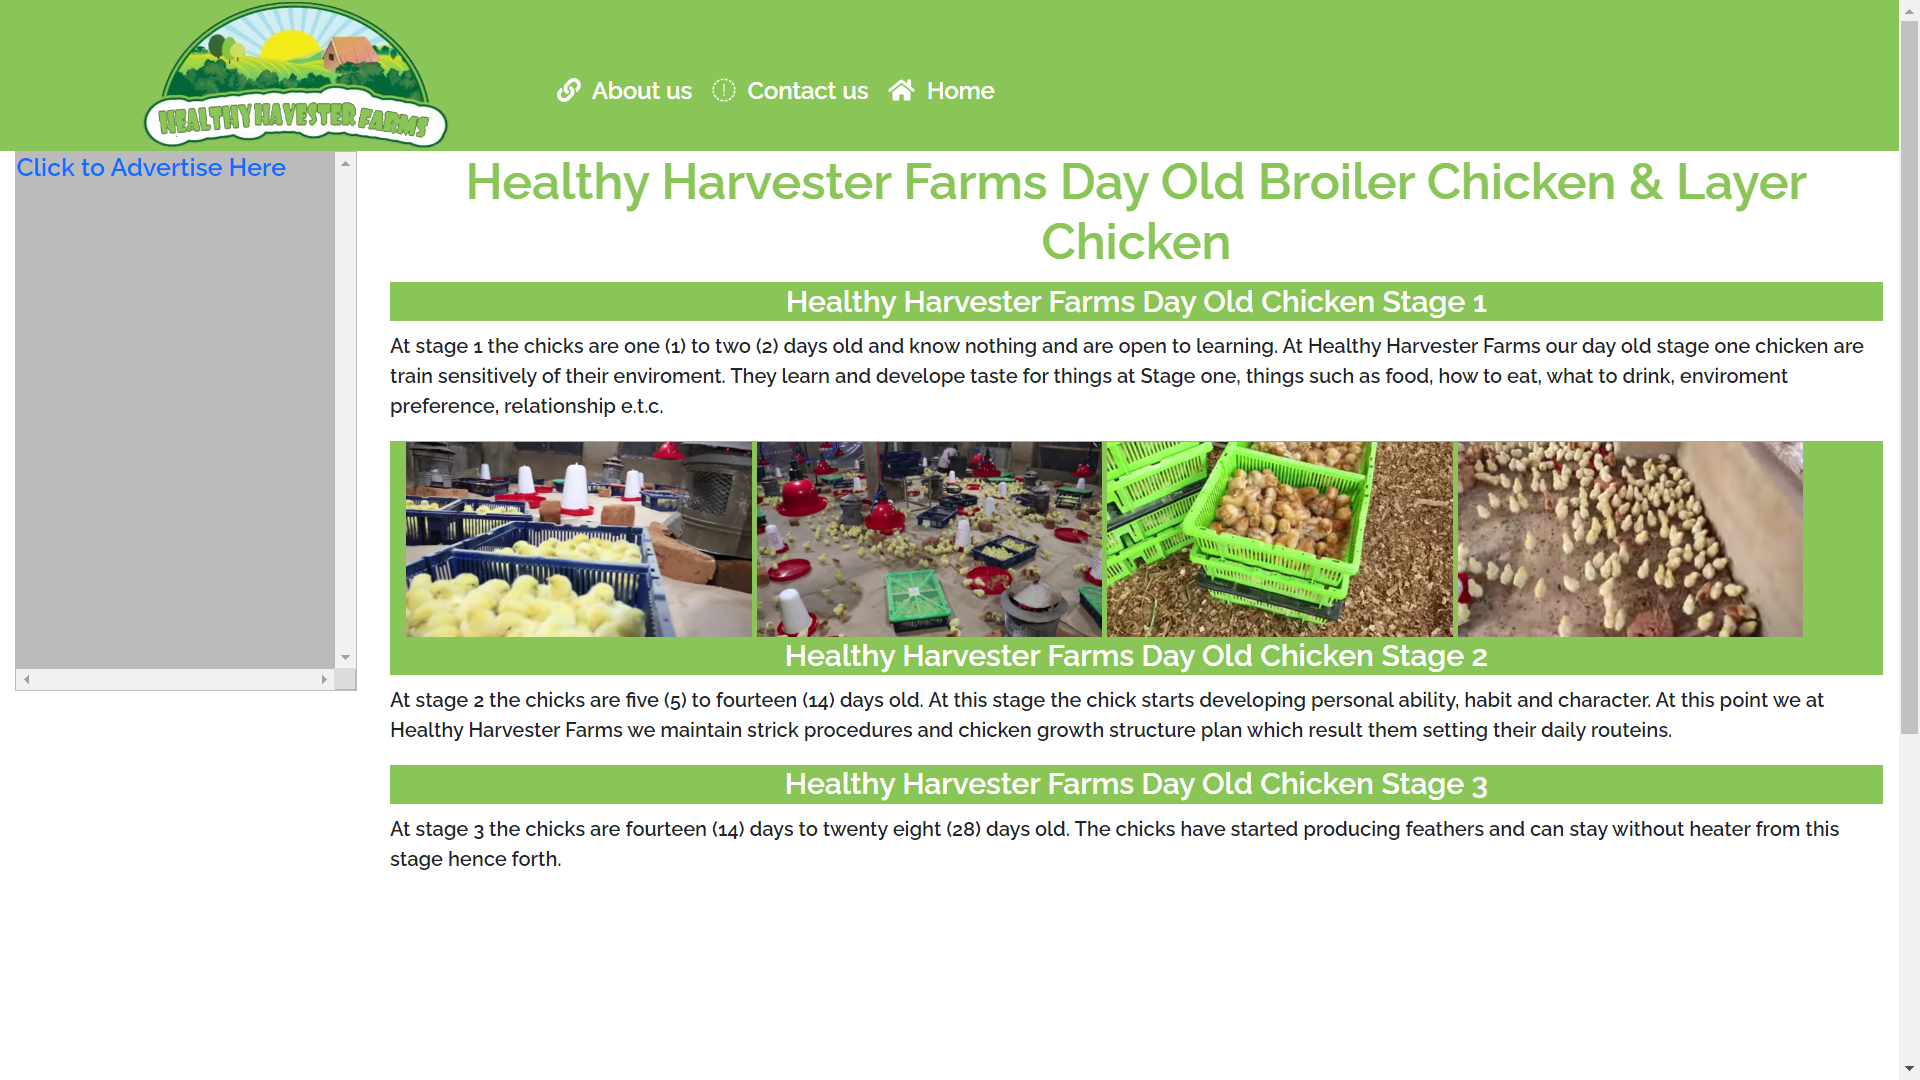 HEALTHY HAVESTER FARMS
About us
Contact us
Home
Click to Advertise Here
Healthy Harvester Farms Day Old Broiler Chicken & Layer
Chicken
Healthy Harvester Farms Day Old Chicken Stage 1
At stage 1 the chicks are one (1) to two (2) days old and know nothing and are open to learning. At Healthy Harvester Farms our day old stage one chicken are
train sensitively of their enviroment. They learn and develope taste for things at Stage one, things such as food, how to eat, what to drink, enviroment
preference, relationship e.t.c.
Healthy Harvester Farms Day Old Chicken Stage 2
At stage 2 the chicks are five (5) to fourteen (14) days old. At this stage the chick starts developing personal ability, habit and character. At this point we at
Healthy Harvester Farms we maintain strick procedures and chicken growth structure plan which result them setting their daily routeins.
Healthy Harvester Farms Day Old Chicken Stage 3
At stage 3 the chicks are fourteen (14) days to twenty eight (28) days old. The chicks have started producing feathers and can stay without heater from this
stage hence forth.